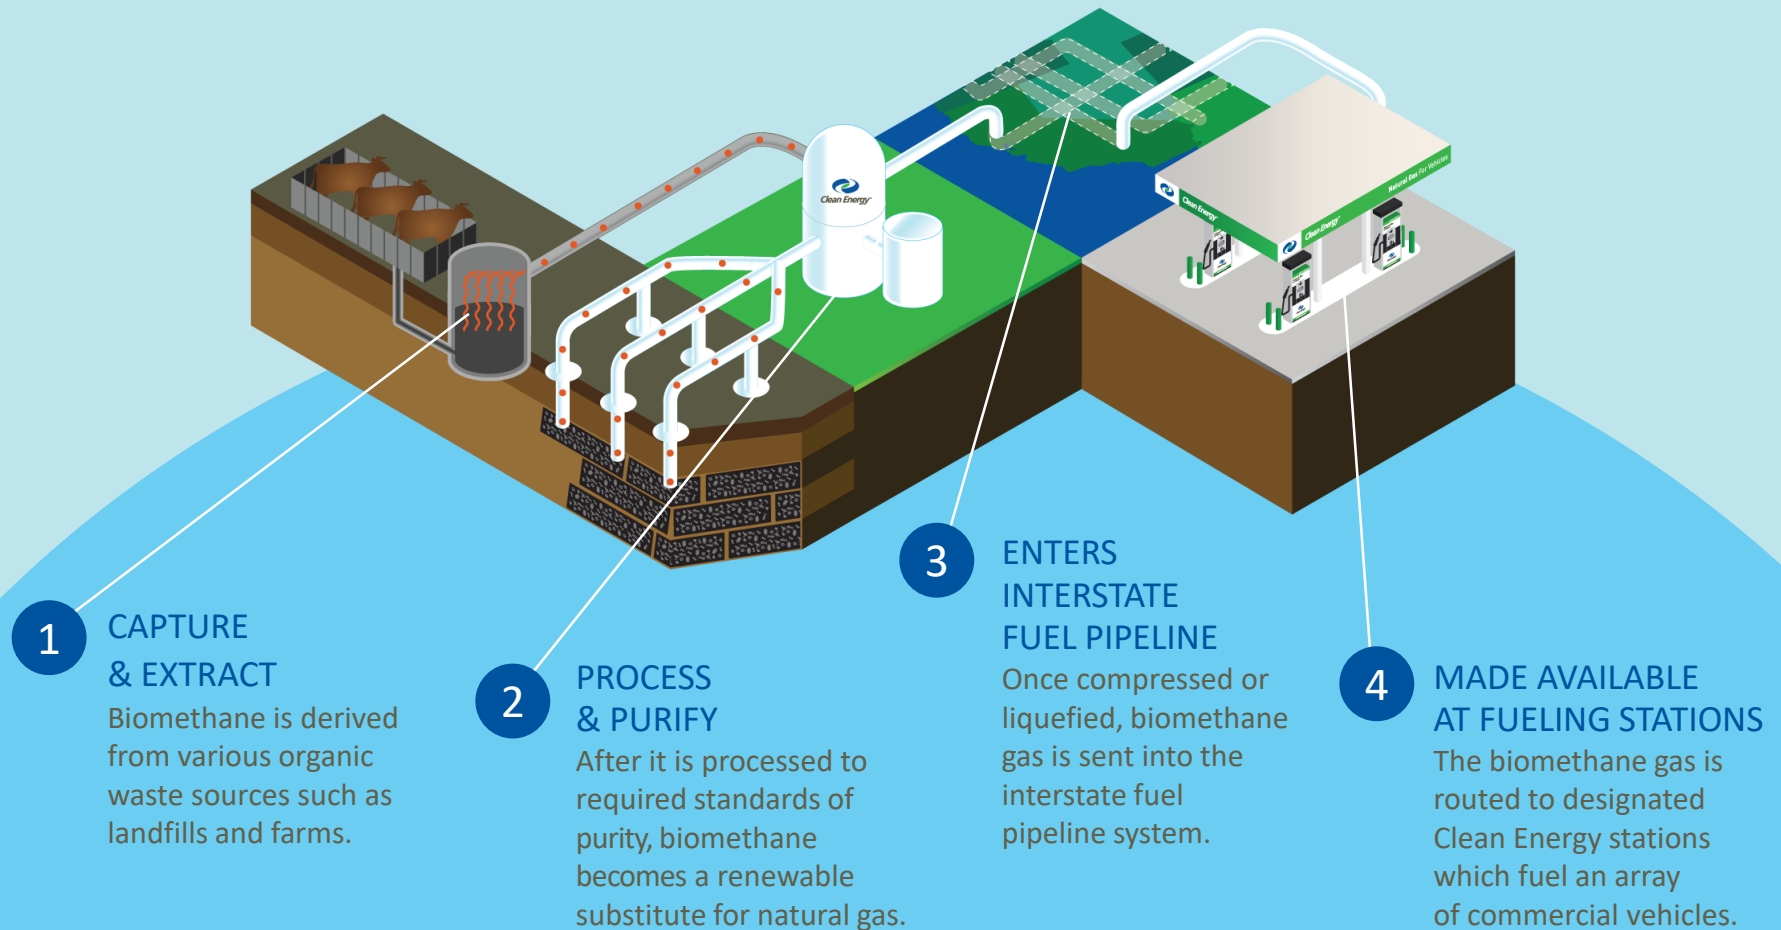 Clean Energy
Clean Energy
Clean Energy
Natural Gas For Vehicles
1
CAPTURE
& EXTRACT
Biomethane is derived
from various organic
waste sources such as
landfills and farms.
2
PROCESS
& PURIFY
After it is processed to
required standards of
purity, biomethane
becomes a renewable
substitute for natural gas.
3
ENTERS
INTERSTATE
FUEL PIPELINE
Once compressed or
liquefied, biomethane
gas is sent into the
interstate fuel
pipeline system.
4
MADE AVAILABLE
AT FUELING STATIONS
The biomethane gas is
routed to designated
Clean Energy stations
which fuel an array
of commercial vehicles.